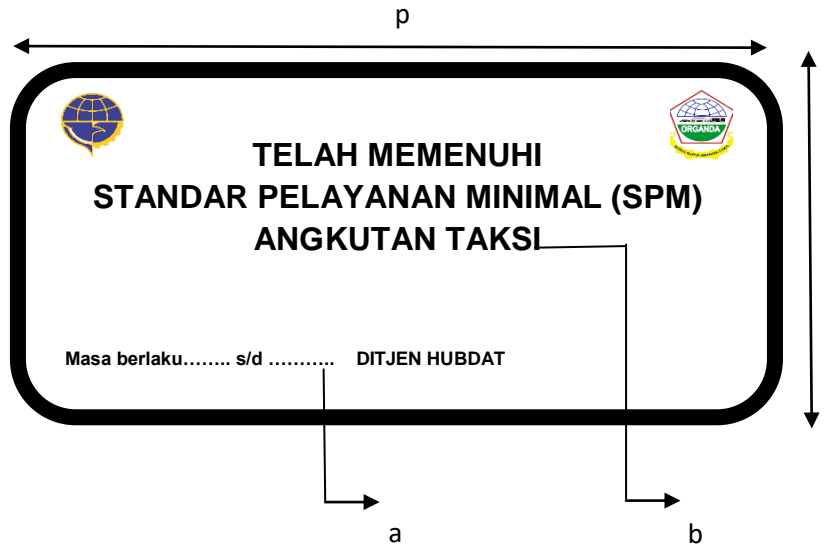 p
TELAH MEMENUHI
STANDAR PELAYANAN MINIMAL (SPM)
ANGKUTAN TAKSI
ORGANDA
Masa berlaku…….. s/d ……….. DITJEN HUBDAT
a
b